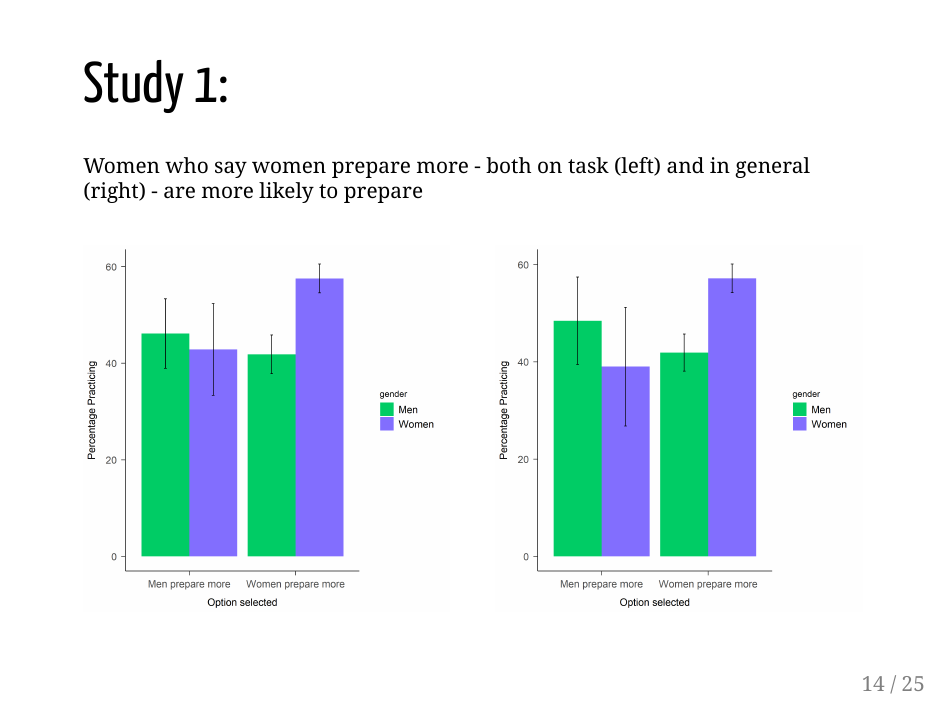 Study 1:
Women who say women prepare more - both on task (left) and in general
(right) - are more likely to prepare
60
40
20
0
Percentage Practicing
Men prepare more
Women prepare more
Option selected
gender
Men
Women
60
40
20
0
Percentage Practicing
Men prepare more
Women prepare more
Option selected
gender
Men
Women
14 / 25